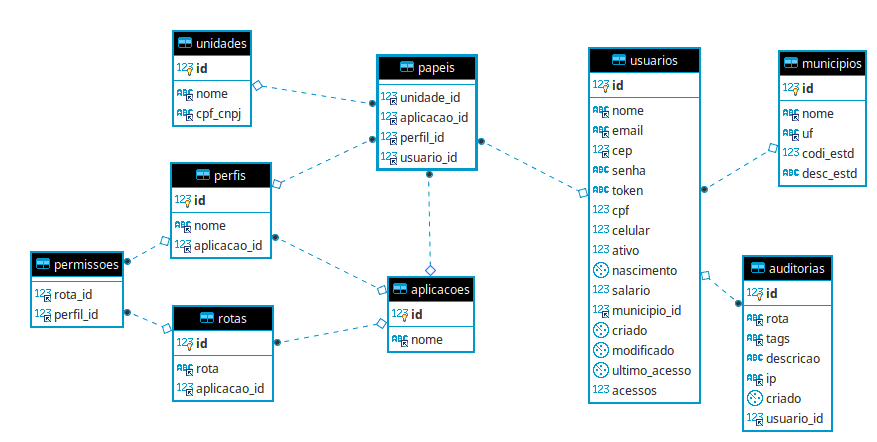 unidades
123 id
ABC nome
ABC cpf_cnpj
papeis
123 unidade_id
123 aplicacao_id
123 perfil_id
123 usuario_id
usuarios
123 id
ABC nome
ABC email
123 cep
ABC senha
ABC token
123 cpf
123 celular
123 ativo
nascimento
123 salario
123 municipio_id
criado
modificado
ultimo_acesso
123 acessos
municipios
123 id
ABC nome
ABC uf
123 codi_estd
ABC desc_estd
perfis
123 id
ABC nome
123 aplicacao_id
permissoes
123 rota_id
123 perfil_id
rotas
123 id
ABC rota
123 aplicacao_id
aplicacoes
123 id
ABC nome
auditorias
123 id
ABC rota
ABC tags
ABC descricao
ABC ip
criado
123 usuario_id